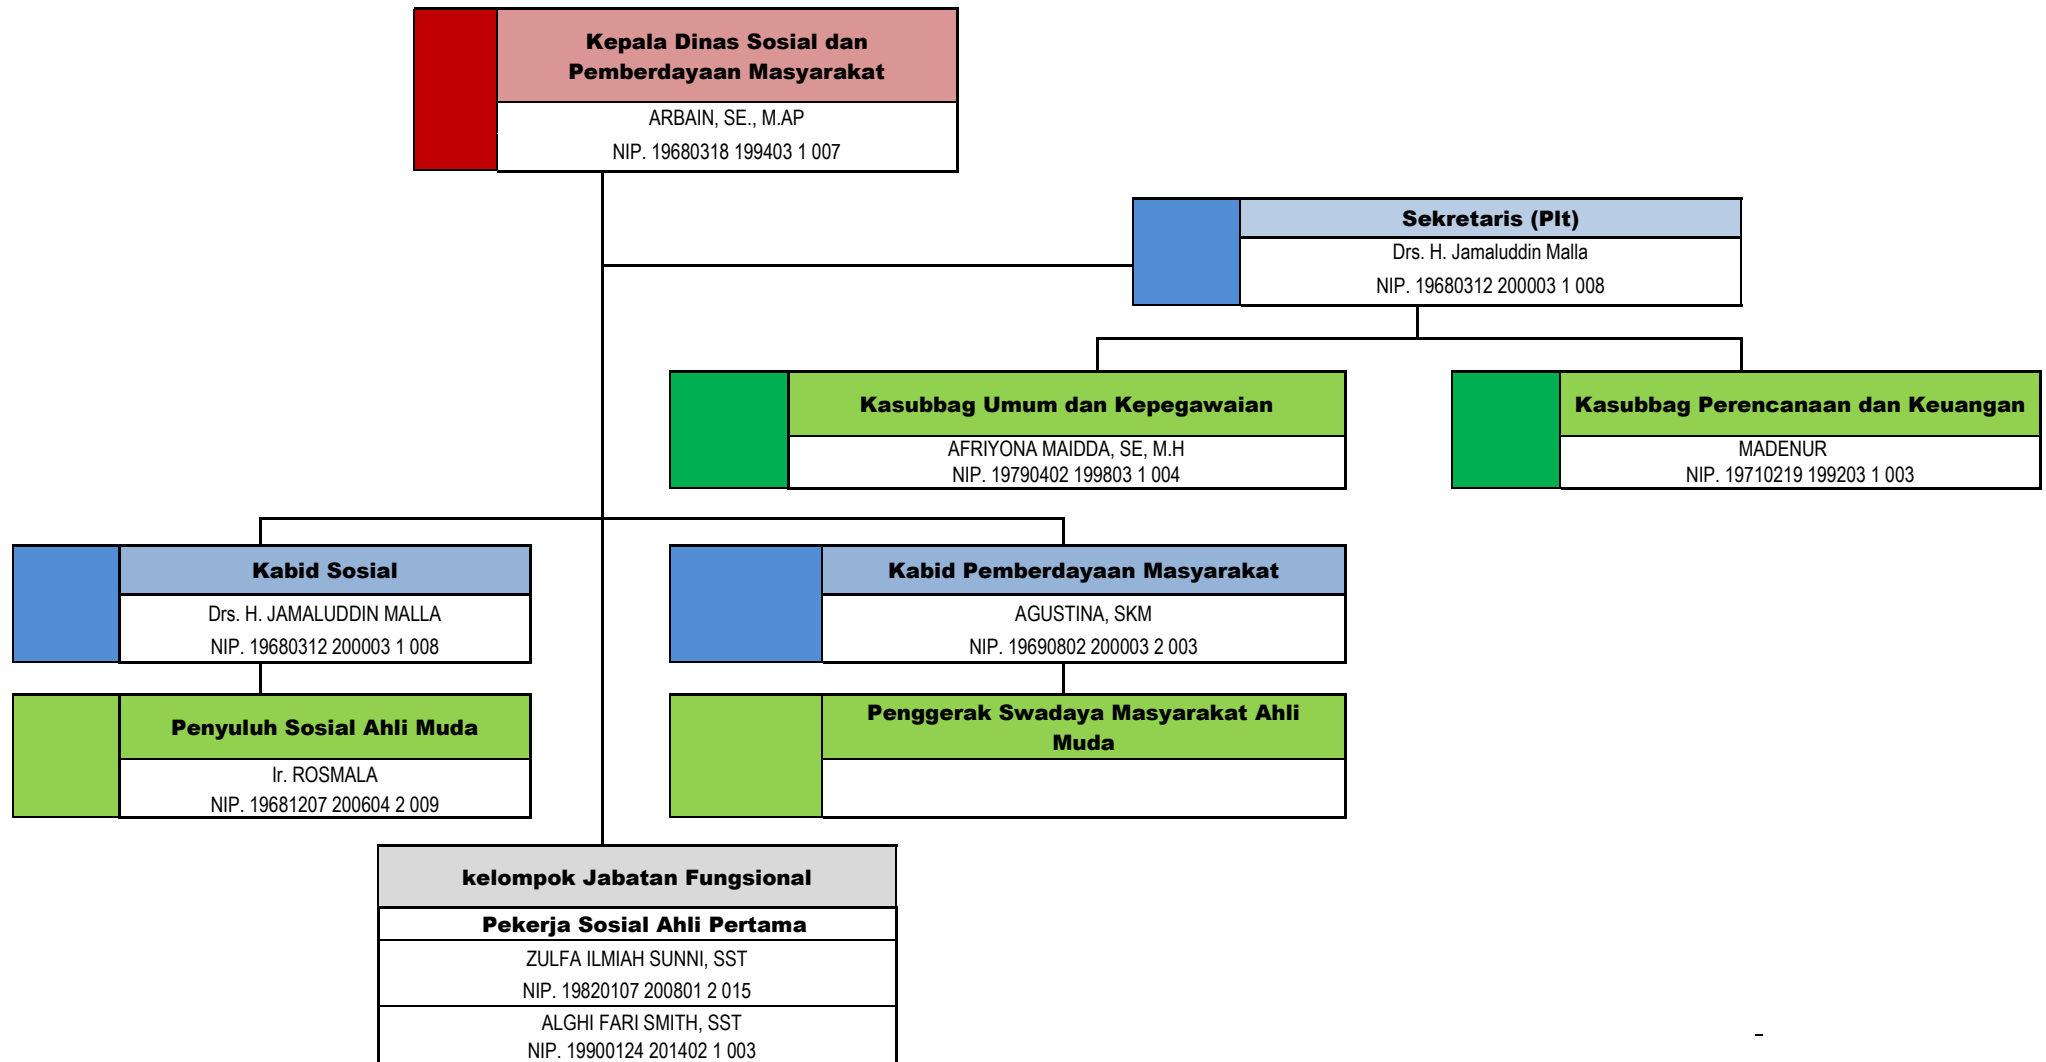 Kepala Dinas Sosial dan
Pemberdayaan Masyarakat
ARBAIN, SE., M.AP
NIP. 19680318 199403 1 007
Sekretaris (Plt)
Drs. H. Jamaluddin Malla
NIP. 19680312 200003 1 008
Kasubbag Umum dan Kepegawaian
AFRIYONA MAIDDA, SE, M.H
NIP. 19790402 199803 1 004
Kasubbag Perencanaan dan Keuangan
MADENUR
NIP. 19710219 199203 1 003
Kabid Sosial
Drs. H. JAMALUDDIN MALLA
NIP. 19680312 200003 1 008
Kabid Pemberdayaan Masyarakat
AGUSTINA, SKM
NIP. 19690802 200003 2 003
Penyuluh Sosial Ahli Muda
Ir. ROSMALA
NIP. 19681207 200604 2 009
Penggerak Swadaya Masyarakat Ahli
Muda
kelompok Jabatan Fungsional
Pekerja Sosial Ahli Pertama
ZULFA ILMIAH SUNNI, SST
NIP. 19820107 200801 2 015
ALGHI FARI SMITH, SST
NIP. 19900124 201402 1 003